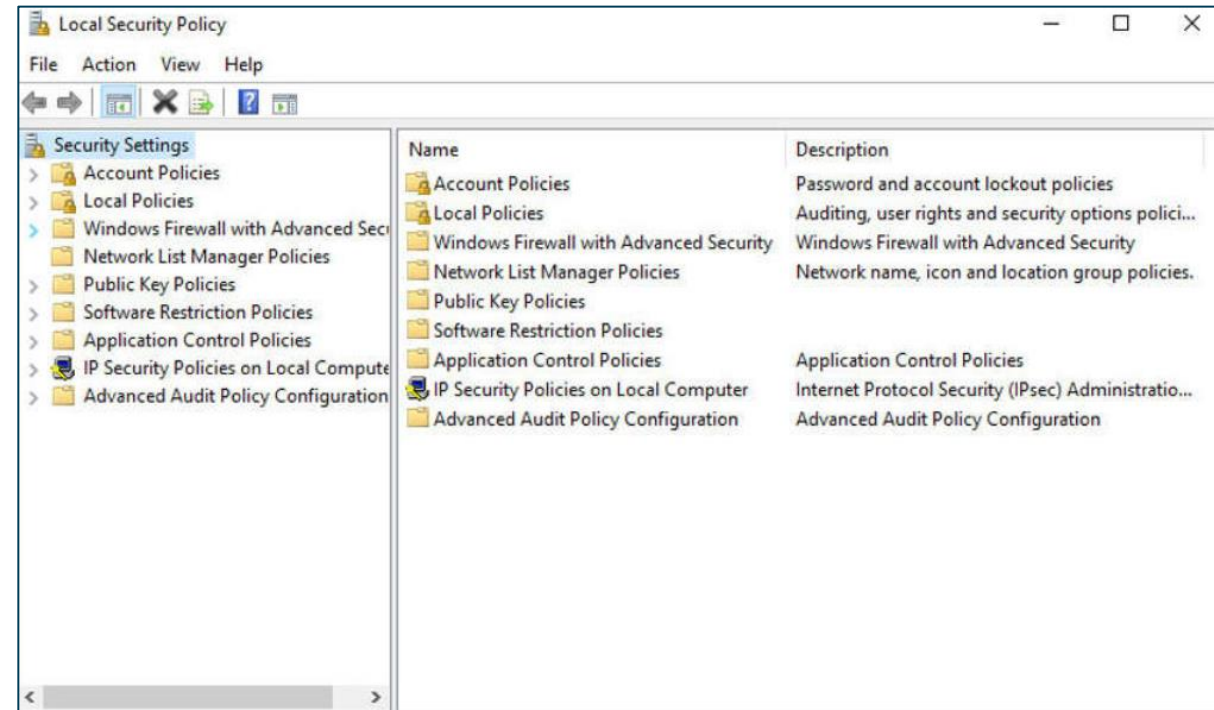 Local Security Policy
File Action View Help
Security Settings
Account Policies
Local Policies
Windows Firewall with Advanced Secu
Network List Manager Policies
Public Key Policies
Software Restriction Policies
Application Control Policies
IP Security Policies on Local Compute
Advanced Audit Policy Configuration
Name Description
Account Policies Password and account lockout policies
Local Policies Auditing, user rights and security options polici...
Windows Firewall with Advanced Security Windows Firewall with Advanced Security
Network List Manager Policies Network name, icon and location group policies.
Public Key Policies
Software Restriction Policies
Application Control Policies Application Control Policies
IP Security Policies on Local Computer Internet Protocol Security (IPsec) Administratio...
Advanced Audit Policy Configuration Advanced Audit Policy Configuration